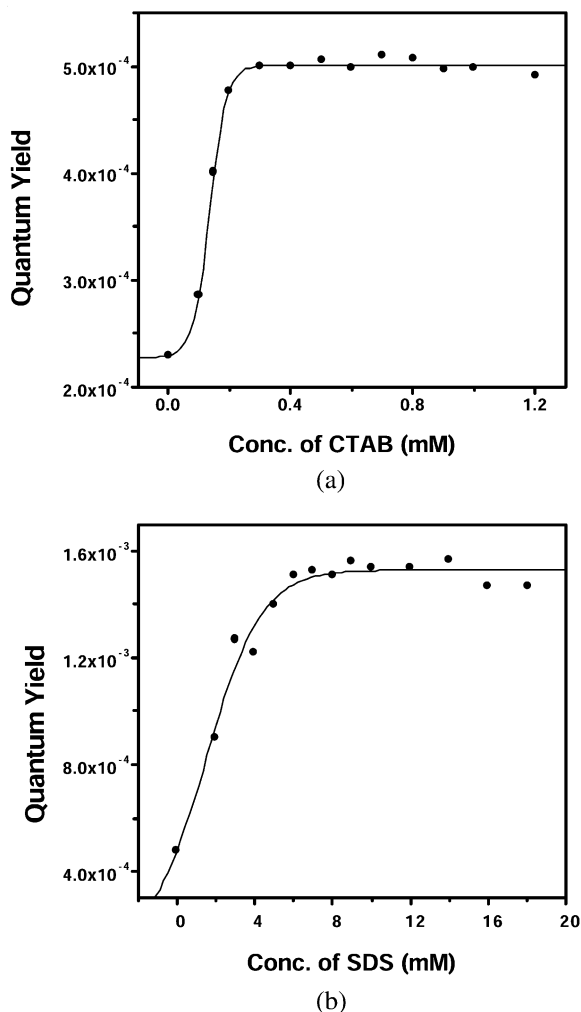 Quantum Yield
5.0x10⁻⁴
4.0x10⁻⁴
3.0x10⁻⁴
2.0x10⁻⁴
0.0 0.4 0.8 1.2
Conc. of CTAB (mM)
(a)
Quantum Yield
1.6x10⁻³
1.2x10⁻³
8.0x10⁻⁴
4.0x10⁻⁴
0 4 8 12 16 20
Conc. of SDS (mM)
(b)